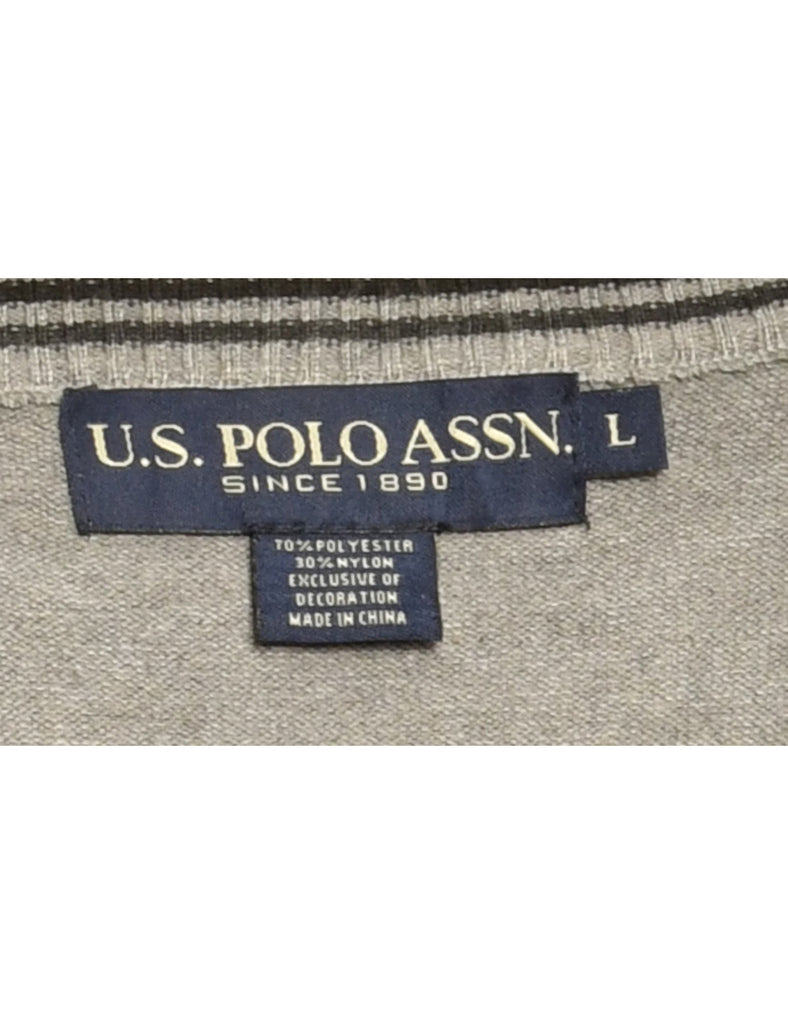 U.S. POLO ASSN.
SINCE 1890
L
70% POLYESTER
30% NYLON
EXCLUSIVE OF
DECORATION
MADE IN CHINA